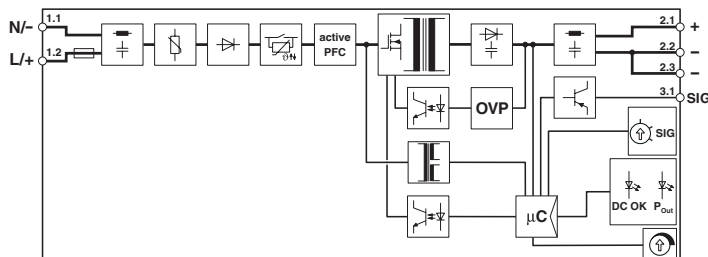 N/– 1.1
L/+ 1.2
active
PFC
2.1 +
2.2 –
2.3 –
3.1 SIG
OVP
SIG
ϑ
µC
DC OK P_Out